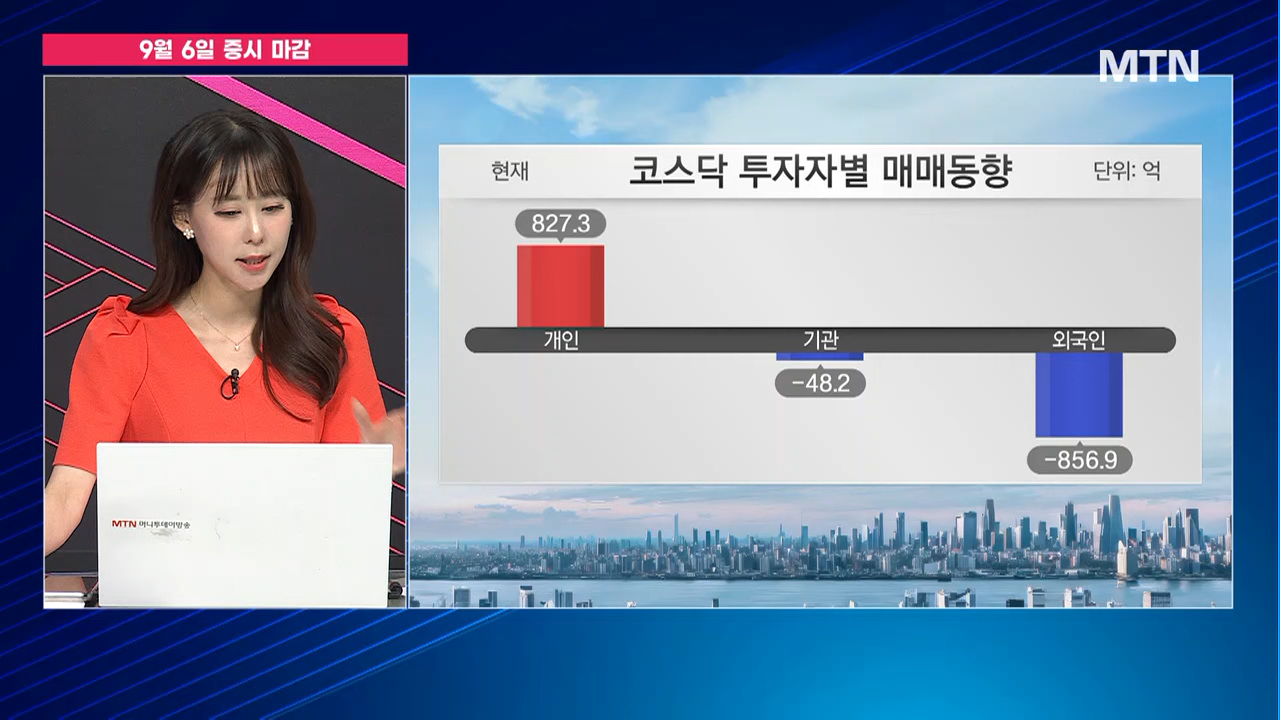 9월 6일 증시 마감
MTN
현재
코스닥 투자자별 매매동향
단위: 억
827.3
개인
기관
외국인
-48.2
-856.9
MTN 머니투데이방송